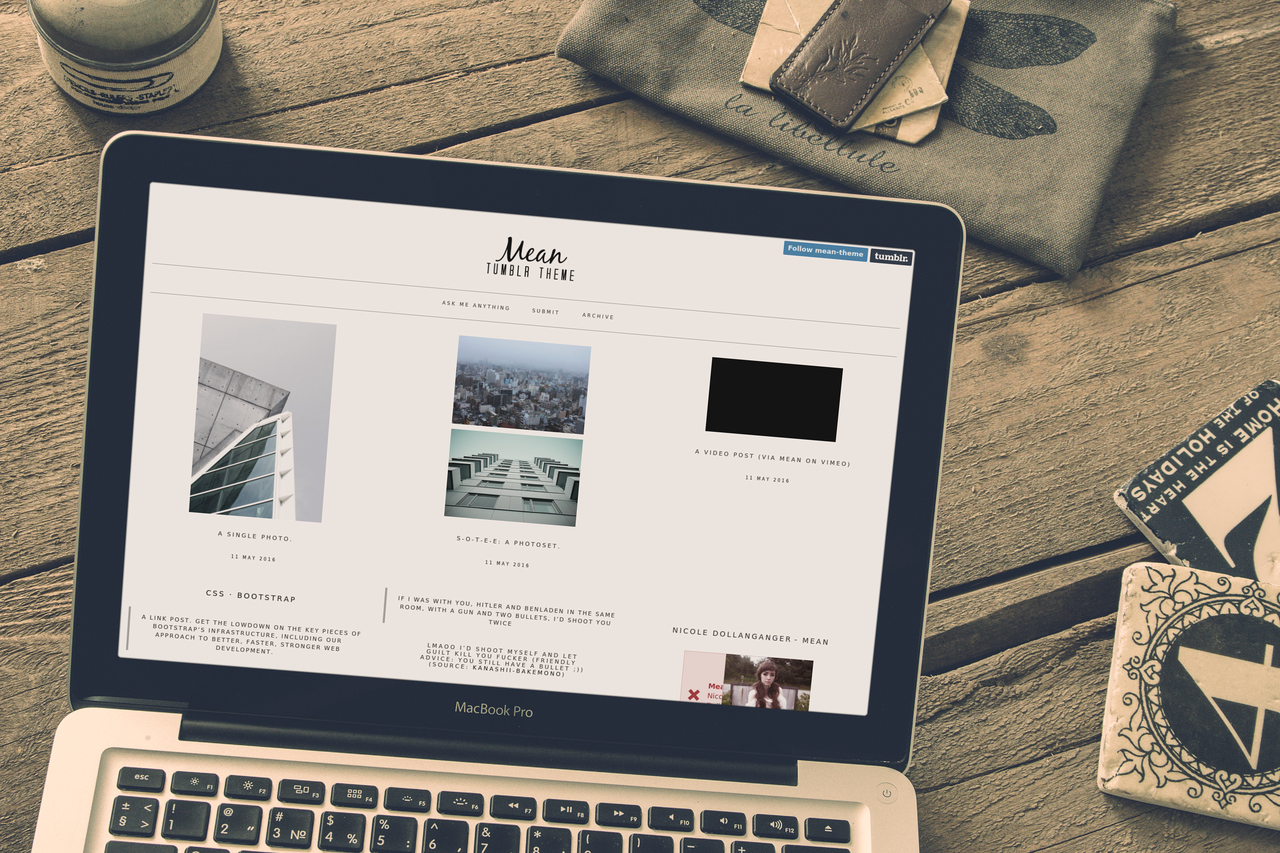 la libellule
Mean
TUMBLR THEME
Follow mean-theme
tumblr.
ASK ME ANYTHING
SUBMIT
ARCHIVE
A SINGLE PHOTO.
11 MAY 2016
S-O-T-E-E: A PHOTOSET.
11 MAY 2016
A VIDEO POST (VIA MEAN ON VIMEO)
11 MAY 2016
CSS · BOOTSTRAP
A LINK POST. GET THE LOWDOWN ON THE KEY PIECES OF
BOOTSTRAP'S INFRASTRUCTURE, INCLUDING OUR
APPROACH TO BETTER, FASTER, STRONGER WEB
DEVELOPMENT.
IF I WAS WITH YOU, HITLER AND BENLADEN IN THE SAME
ROOM, WITH A GUN AND TWO BULLETS, I'D SHOOT YOU
TWICE
LMAOO I'D SHOOT MYSELF AND LET
GUILT KILL YOU FUCKER (FRIENDLY
ADVICE: YOU STILL HAVE A BULLET ;))
(SOURCE: KANASHII-BAKEMONO)
NICOLE DOLLANGANGER - MEAN
MacBook Pro
HOME IS THE HEART
OF THE HOLIDAYS
esc
F1
F2
F3
F4
F5
F6
F7
F8
F9
F10
F11
F12
± <
§ >
!
1
@
2 "
#
3 №
$
4 %
%
5 :
^
6 ,
&
7 .
*
8 ;